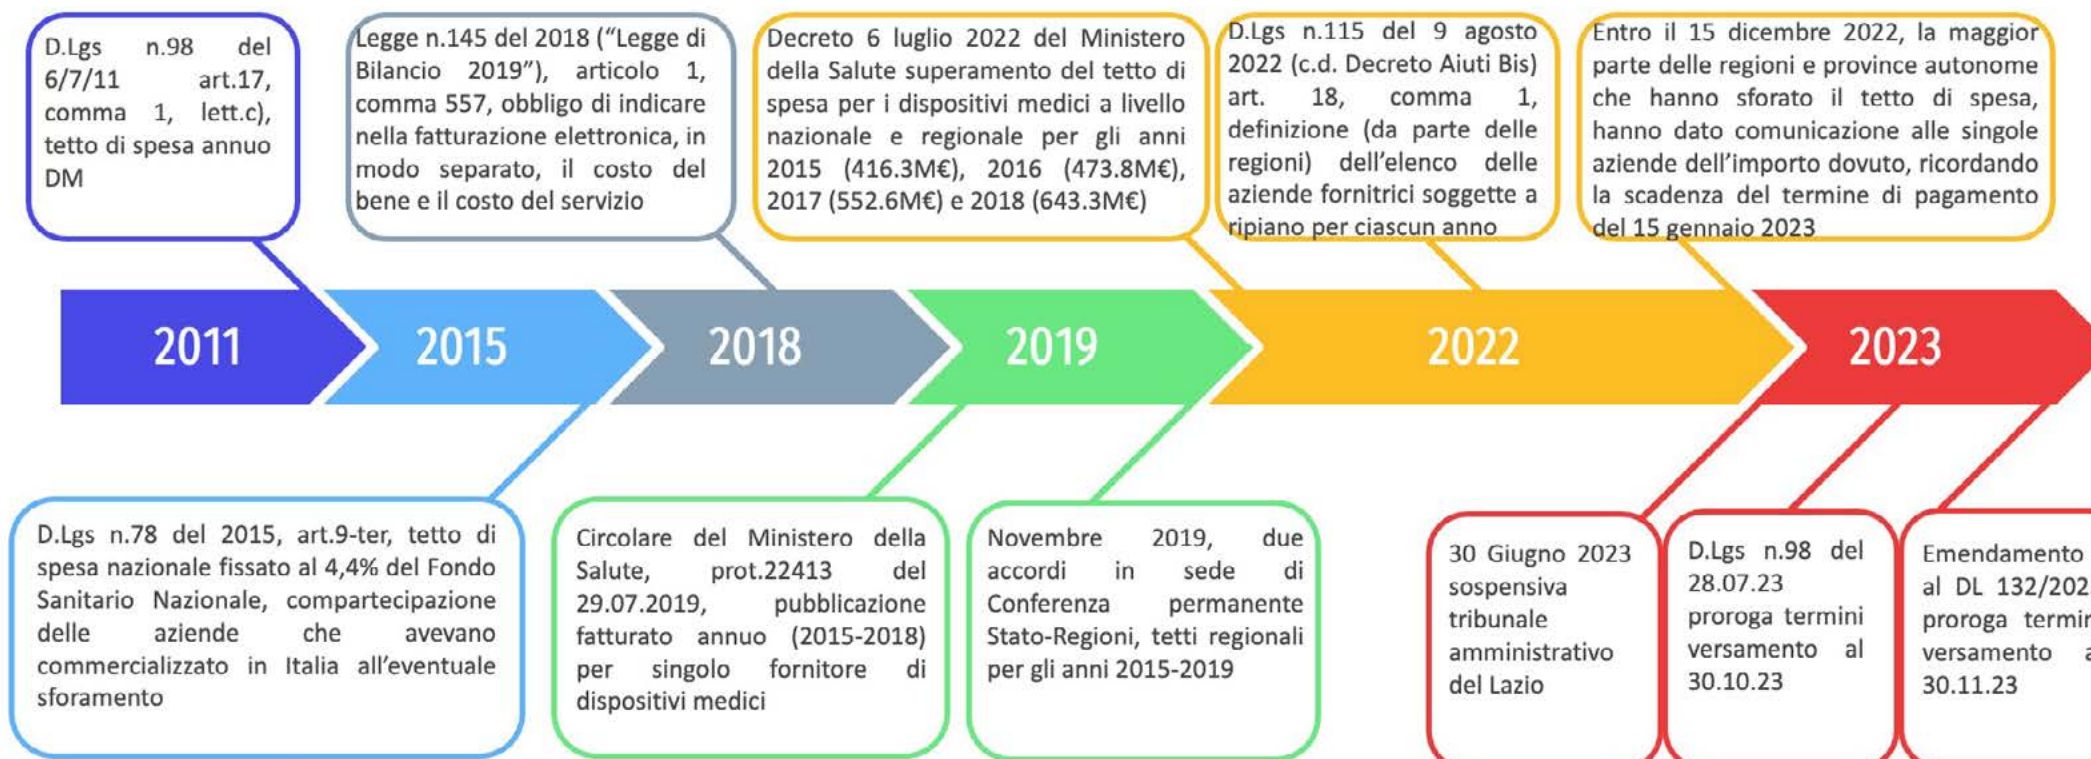 D.Lgs n.98 del
6/7/11 art.17,
comma 1, lett.c),
tetto di spesa annuo
DM
Legge n.145 del 2018 (“Legge di
Bilancio 2019”), articolo 1,
comma 557, obbligo di indicare
nella fatturazione elettronica, in
modo separato, il costo del
bene e il costo del servizio
Decreto 6 luglio 2022 del Ministero
della Salute superamento del tetto di
spesa per i dispositivi medici a livello
nazionale e regionale per gli anni
2015 (416.3M€), 2016 (473.8M€),
2017 (552.6M€) e 2018 (643.3M€)
D.Lgs n.115 del 9 agosto
2022 (c.d. Decreto Aiuti Bis)
art. 18, comma 1,
definizione (da parte delle
regioni) dell’elenco delle
aziende fornitrici soggette a
ripiano per ciascun anno
Entro il 15 dicembre 2022, la maggior
parte delle regioni e province autonome
che hanno sforato il tetto di spesa,
hanno dato comunicazione alle singole
aziende dell’importo dovuto, ricordando
la scadenza del termine di pagamento
del 15 gennaio 2023
2011
2015
2018
2019
2022
2023
D.Lgs n.78 del 2015, art.9-ter, tetto di
spesa nazionale fissato al 4,4% del Fondo
Sanitario Nazionale, compartecipazione
delle aziende che avevano
commercializzato in Italia all’eventuale
sforamento
Circolare del Ministero della
Salute, prot.22413 del
29.07.2019, pubblicazione
fatturato annuo (2015-2018)
per singolo fornitore di
dispositivi medici
Novembre 2019, due
accordi in sede di
Conferenza permanente
Stato-Regioni, tetti regionali
per gli anni 2015-2019
30 Giugno 2023
sospensiva
tribunale
amministrativo
del Lazio
D.Lgs n.98 del
28.07.23
proroga termini
versamento al
30.10.23
Emendamento
al DL
proroga
versamento
30.11.23